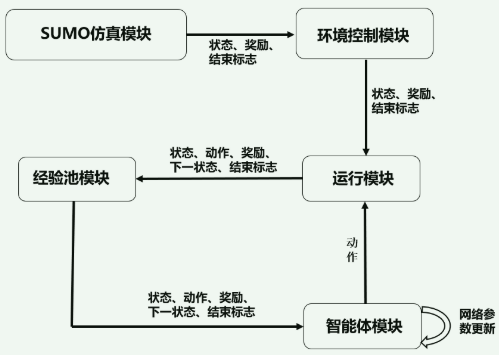 SUMO仿真模块
状态、奖励、
结束标志
环境控制模块
状态、奖励、
结束标志
状态、动作、奖励、
下一状态、结束标志
经验池模块
运行模块
动
作
状态、动作、奖励、
下一状态、结束标志
智能体模块
网络参
数更新